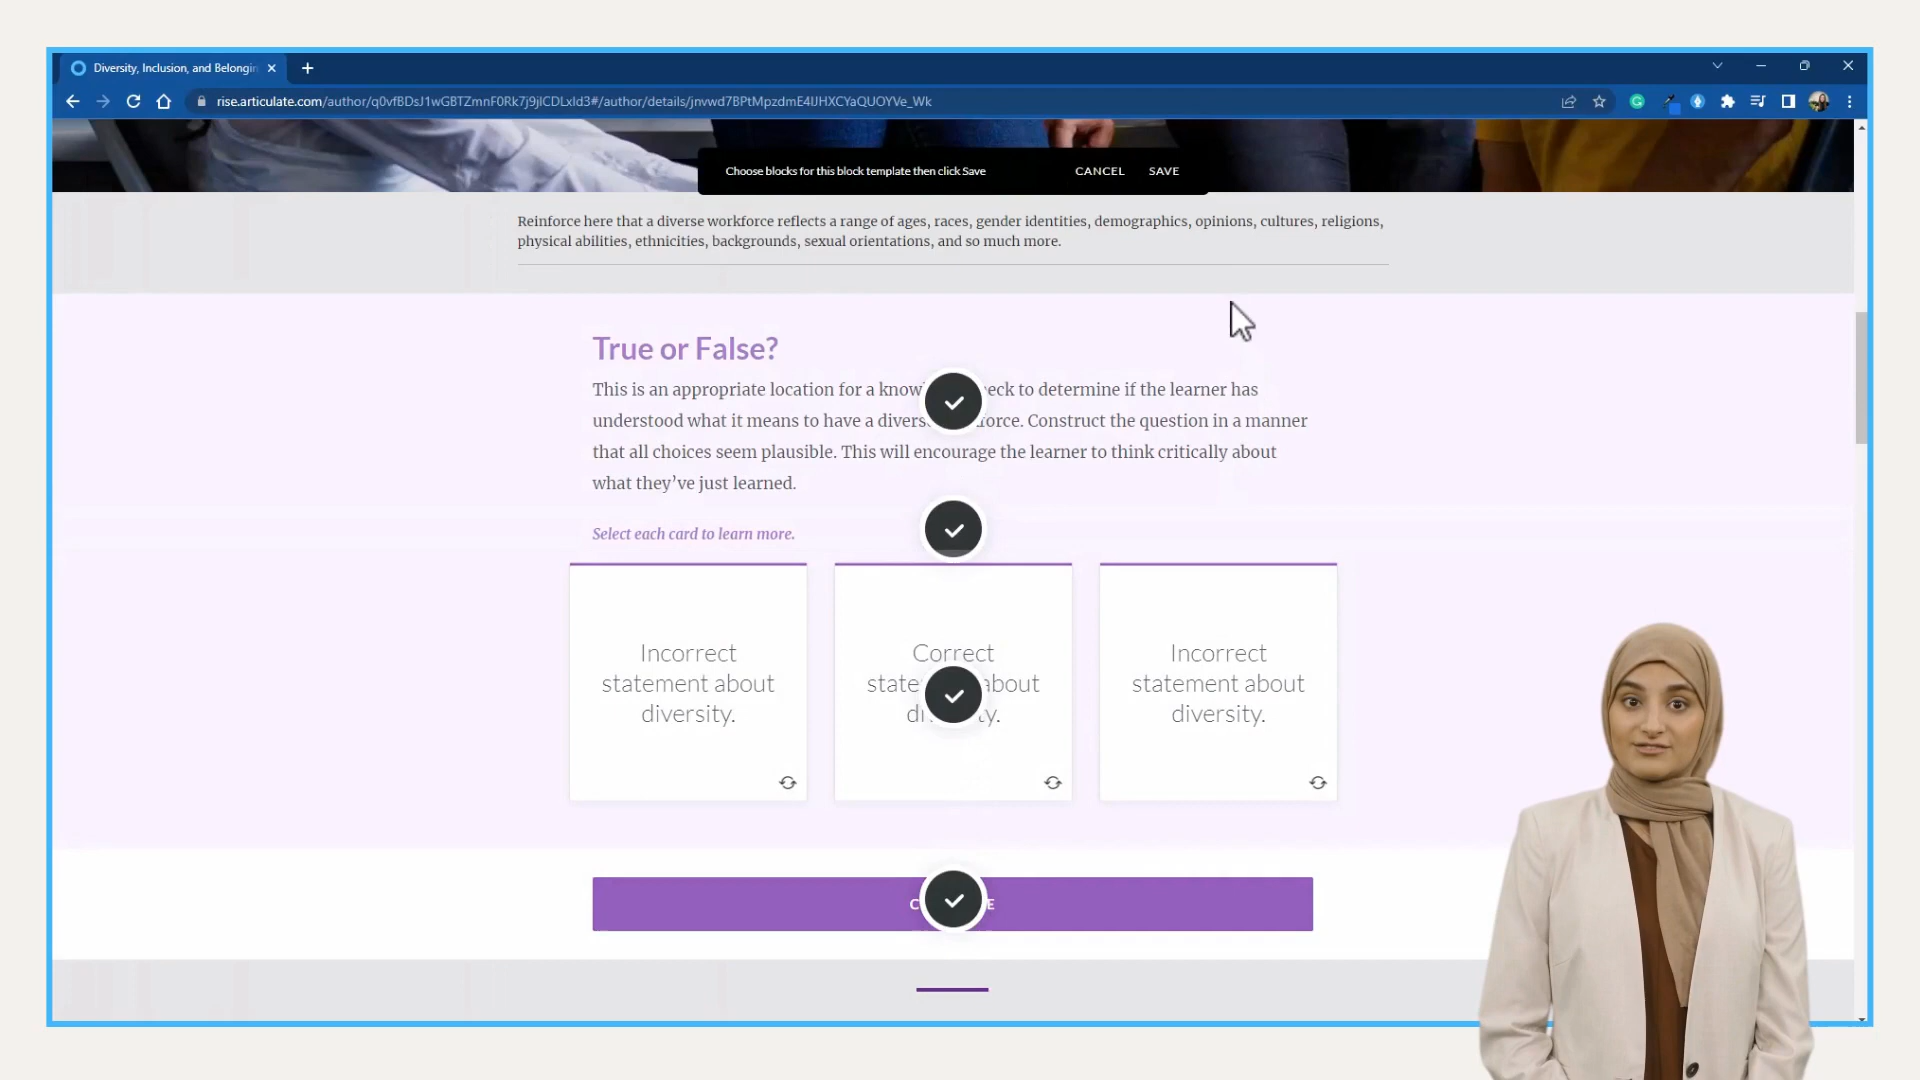 Diversity, Inclusion, and Belongin
rise.articulate.com/author/q0vfBDsJ1wGBTZmnF0Rk7j9jlCDLxId3#/author/details/jnvwd7BPtMpzdmE4IJHXCYaQUOYVe_Wk
Choose blocks for this block template then click Save
CANCEL
SAVE
Reinforce here that a diverse workforce reflects a range of ages, races, gender identities, demographics, opinions, cultures, religions,
physical abilities, ethnicities, backgrounds, sexual orientations, and so much more.
True or False?
This is an appropriate location for a know eck to determine if the learner has
understood what it means to have a divers force. Construct the question in a manner
that all choices seem plausible. This will encourage the learner to think critically about
what they've just learned.
Select each card to learn more.
Incorrect
statement about
diversity.
Correct
state about
di y.
Incorrect
statement about
diversity.
C E